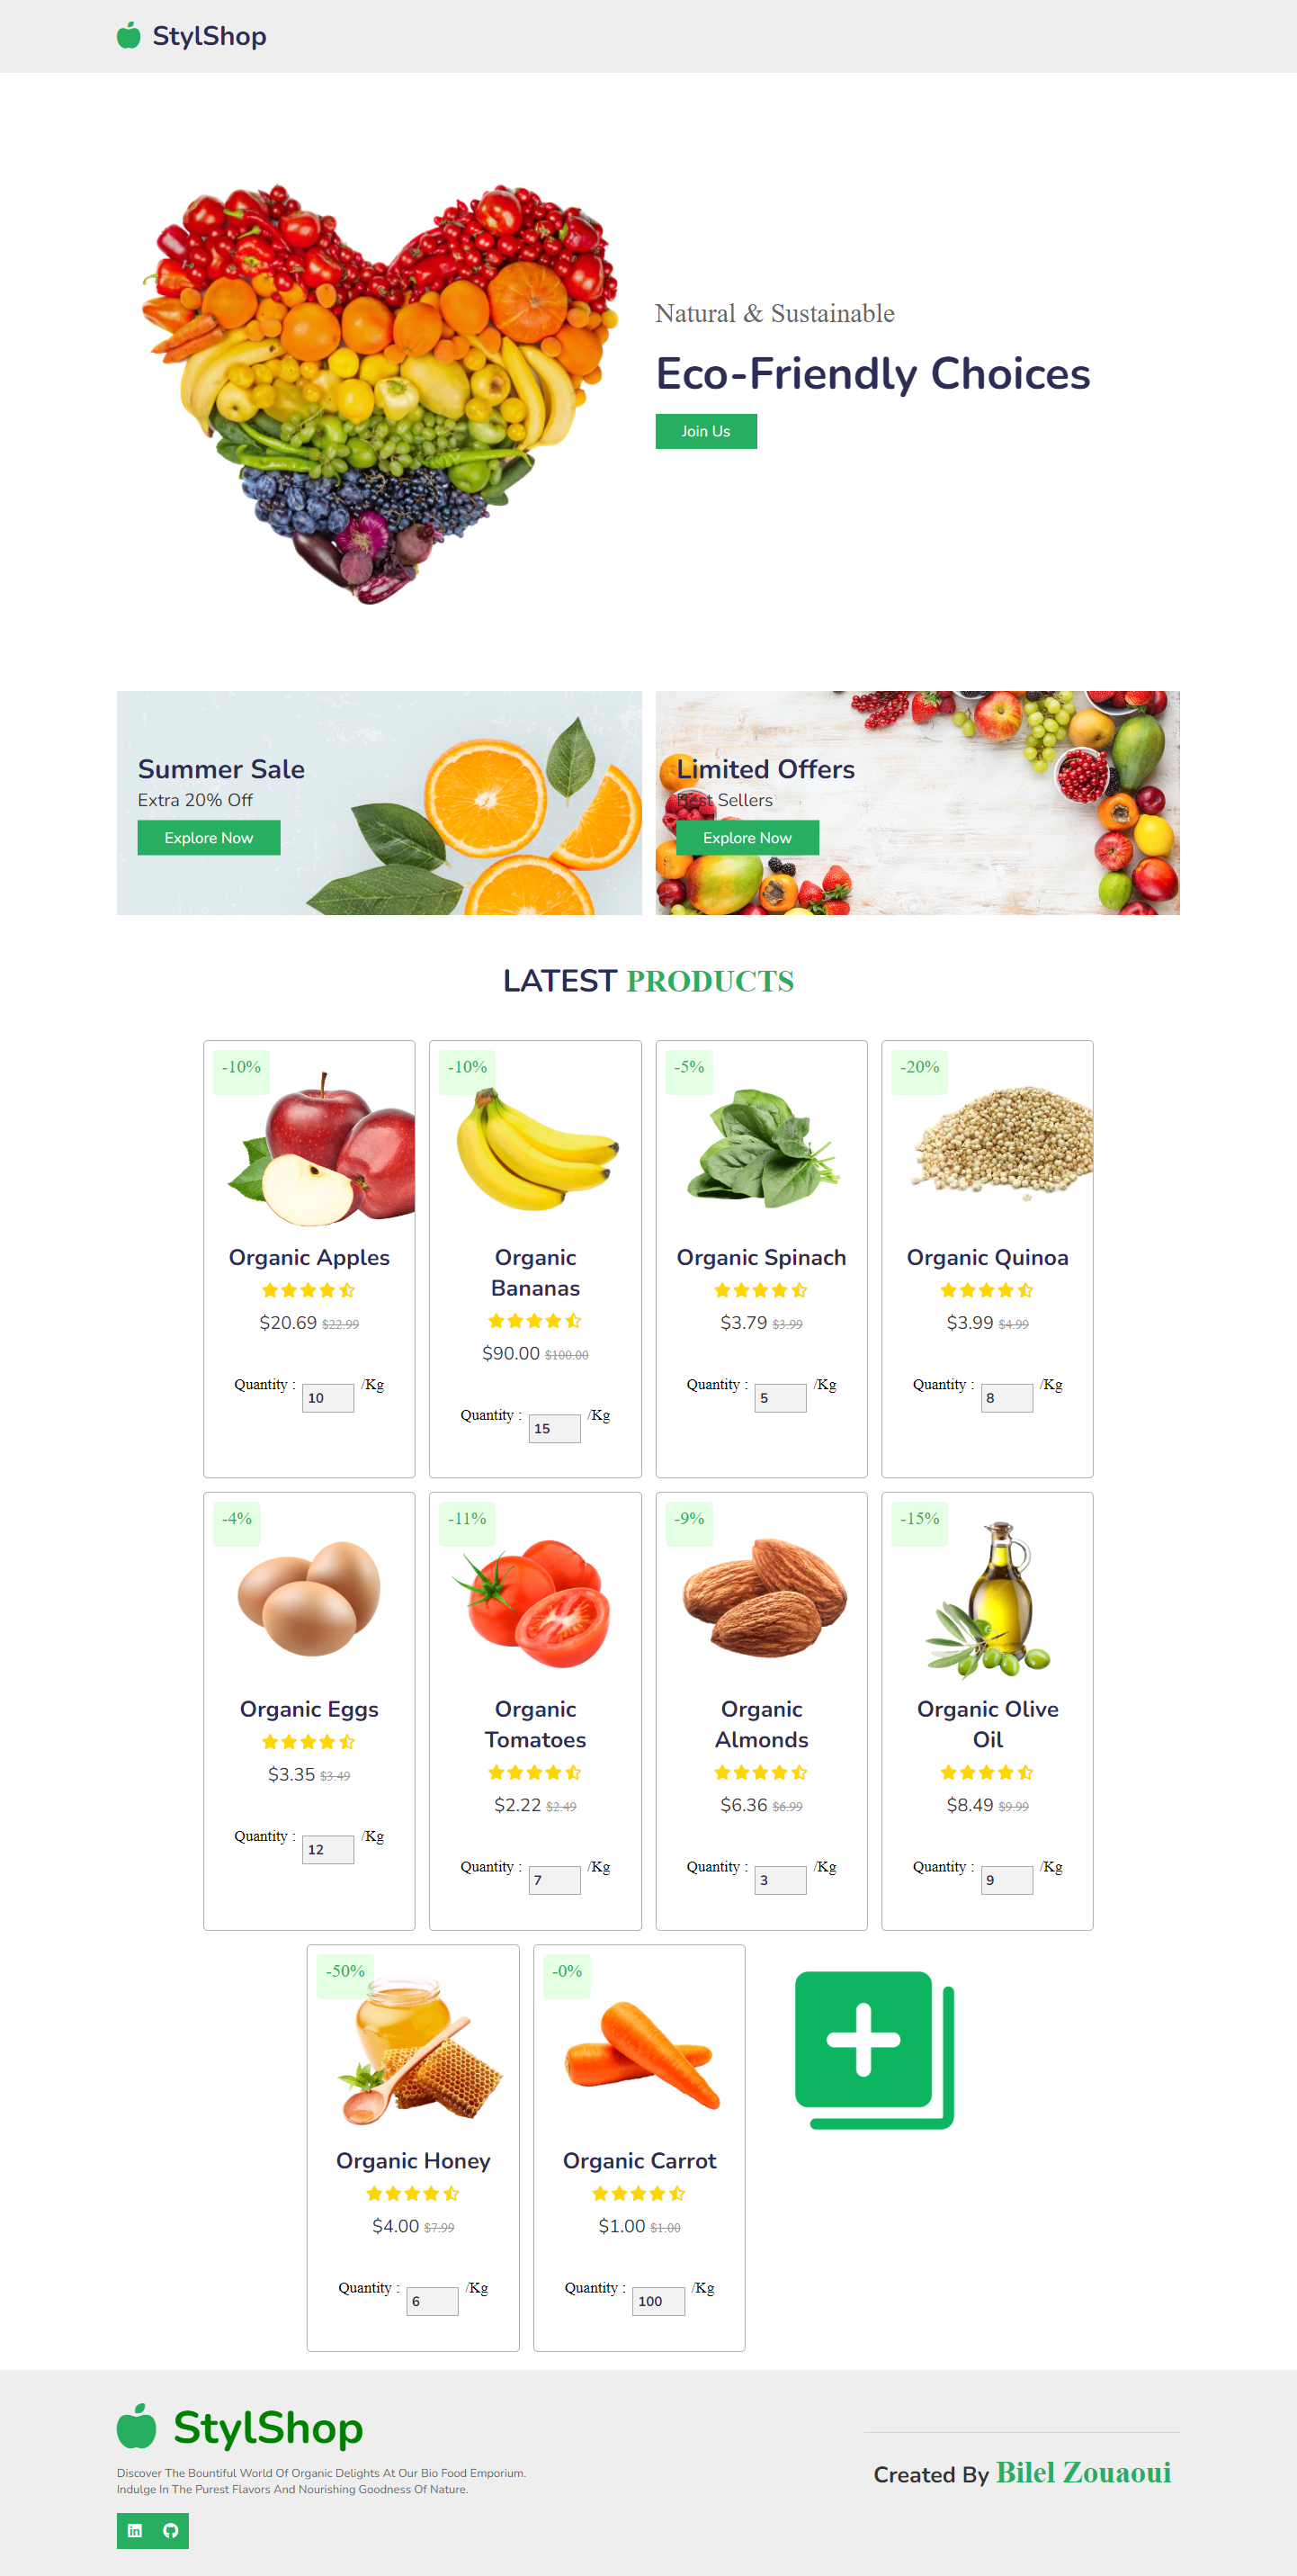 StylShop
Natural & Sustainable
Eco-Friendly Choices
Join Us
Summer Sale
Extra 20% Off
Explore Now
Limited Offers
Best Sellers
Explore Now
LATEST PRODUCTS
-10%
Organic Apples
$20.69 $22.99
Quantity : 10 /Kg
-10%
Organic
Bananas
$90.00 $100.00
Quantity : 15 /Kg
-5%
Organic Spinach
$3.79 $3.99
Quantity : 5 /Kg
-20%
Organic Quinoa
$3.99 $4.99
Quantity : 8 /Kg
-4%
Organic Eggs
$3.35 $3.49
Quantity : 12 /Kg
-11%
Organic
Tomatoes
$2.22 $2.49
Quantity : 7 /Kg
-9%
Organic
Almonds
$6.36 $6.99
Quantity : 3 /Kg
-15%
Organic Olive
Oil
$8.49 $9.99
Quantity : 9 /Kg
-50%
Organic Honey
$4.00 $7.99
Quantity : 6 /Kg
-0%
Organic Carrot
$1.00 $1.00
Quantity : 100 /Kg
StylShop
Discover The Bountiful World Of Organic Delights At Our Bio Food Emporium.
Indulge In The Purest Flavors And Nourishing Goodness Of Nature.
Created By Bilel Zouaoui